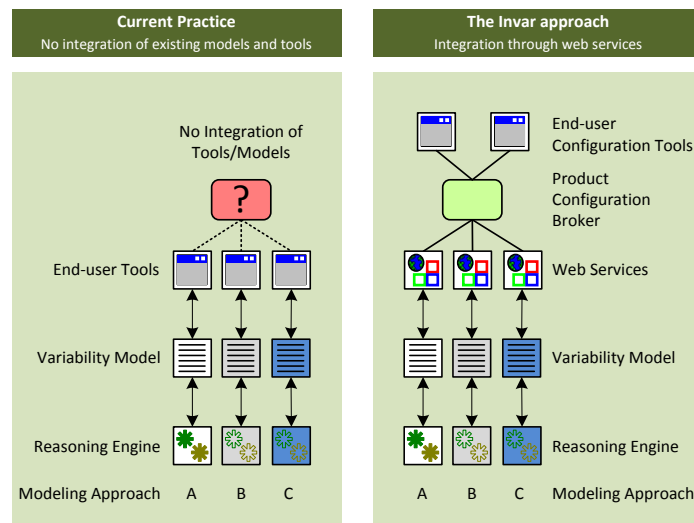 Current Practice
No integration of existing models and tools
No Integration of
Tools/Models
?
End-user Tools
Variability Model
Reasoning Engine
Modeling Approach A B C
The Invar approach
Integration through web services
End-user
Configuration Tools
Product
Configuration
Broker
Web Services
Variability Model
Reasoning Engine
A B C Modeling Approach